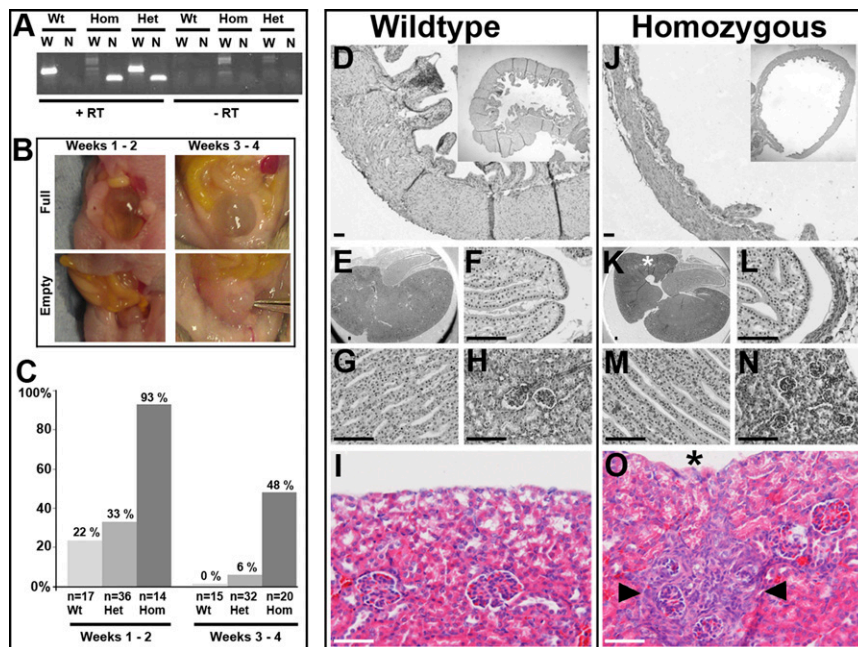 A
Wt Hom Het Wt Hom Het
W N W N W N W N W N W N
+ RT - RT
B
Weeks 1 - 2 Weeks 3 - 4
Full
Empty
C
100%
80
60
40
20
0%
22 %
33 %
93 %
0 %
6 %
48 %
n=17 n=36 n=14 n=15 n=32 n=20
Wt Het Hom Wt Het Hom
Weeks 1 - 2 Weeks 3 - 4
Wildtype
D
E
F
G
H
I
Homozygous
J
K
*
L
M
N
*
O